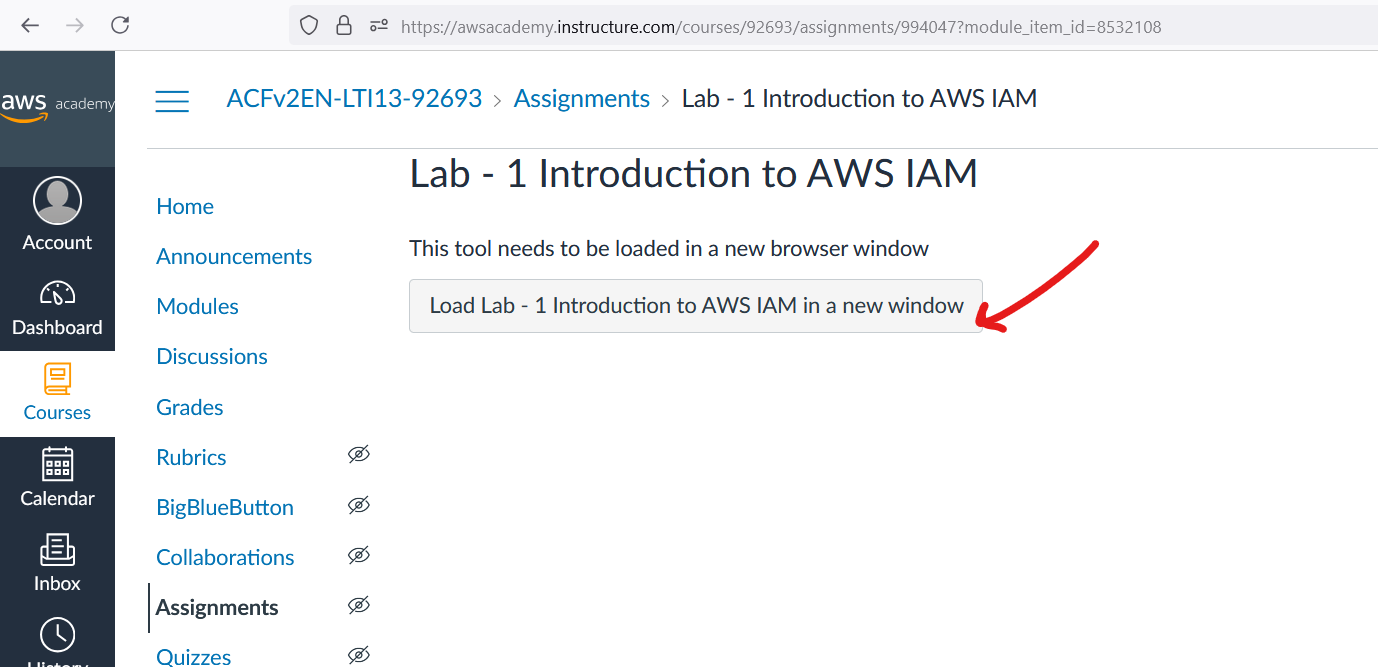 https://awsacademy.instructure.com/courses/92693/assignments/994047?module_item_id=8532108
aws academy
ACFv2EN-LTI13-92693 > Assignments > Lab - 1 Introduction to AWS IAM
Lab - 1 Introduction to AWS IAM
This tool needs to be loaded in a new browser window
Load Lab - 1 Introduction to AWS IAM in a new window
Account
Dashboard
Courses
Calendar
Inbox
History
Home
Announcements
Modules
Discussions
Grades
Rubrics
BigBlueButton
Collaborations
Assignments
Quizzes